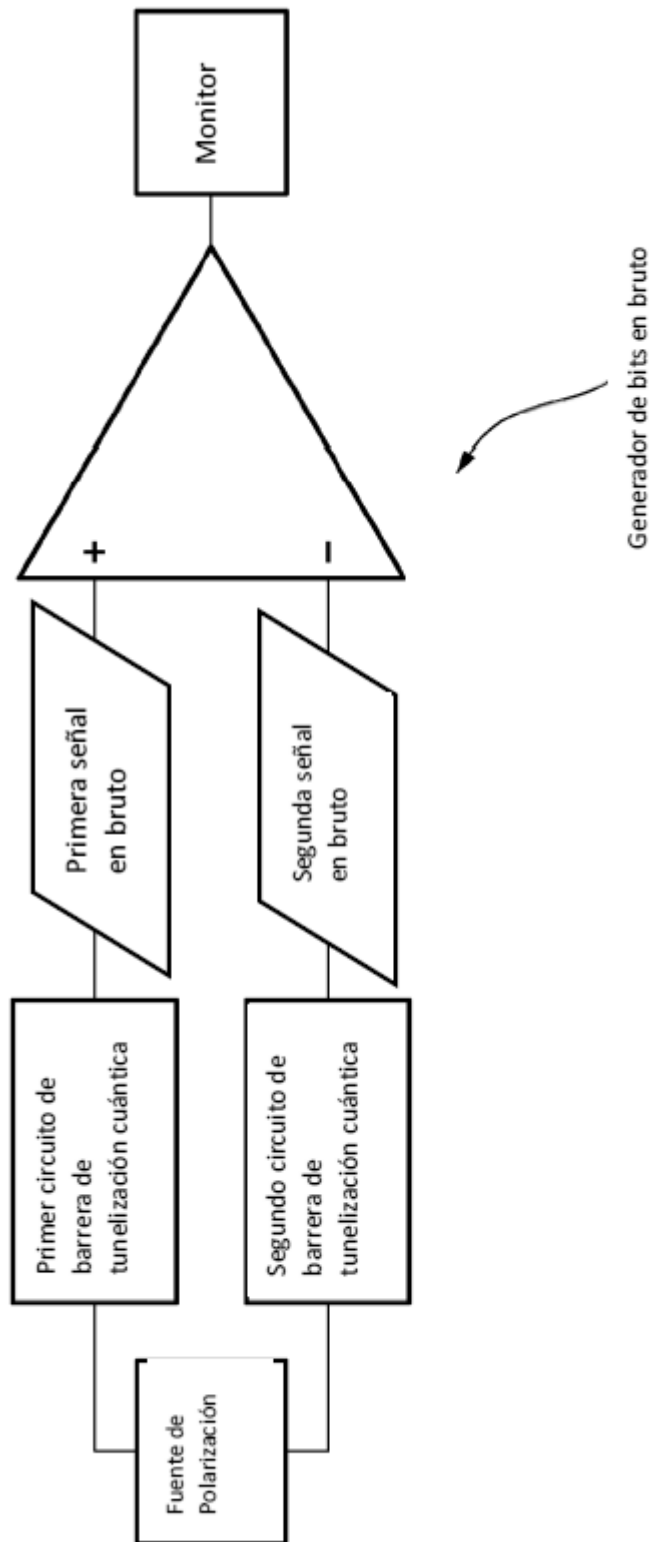 Fuente de
Polarización
Primer circuito de
barrera de
tunelización cuántica
Segundo circuito de
barrera de
tunelización cuántica
Primera señal
en bruto
Segunda señal
en bruto
+
−
Monitor
Generador de bits en bruto